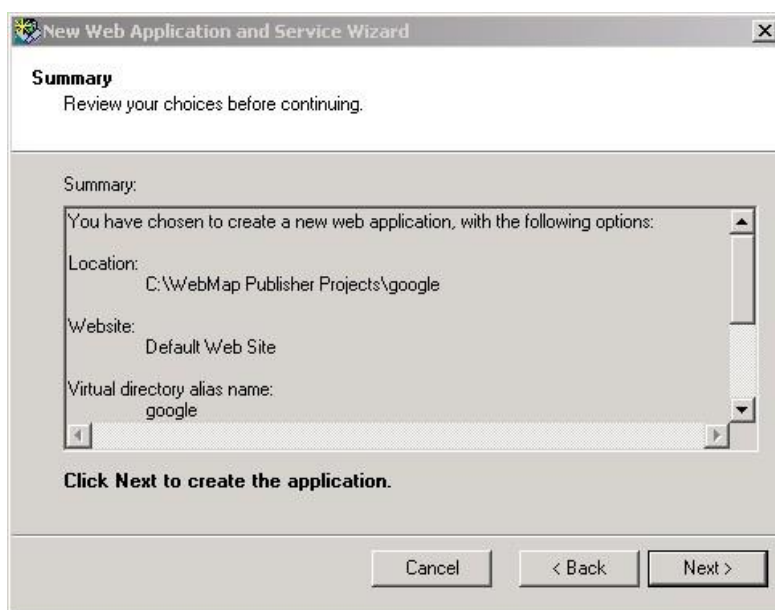 New Web Application and Service Wizard
Summary
Review your choices before continuing.
Summary:
You have chosen to create a new web application, with the following options:
Location:
C:\WebMap Publisher Projects\google
Website:
Default Web Site
Virtual directory alias name:
google
Click Next to create the application.
Cancel
< Back
Next >